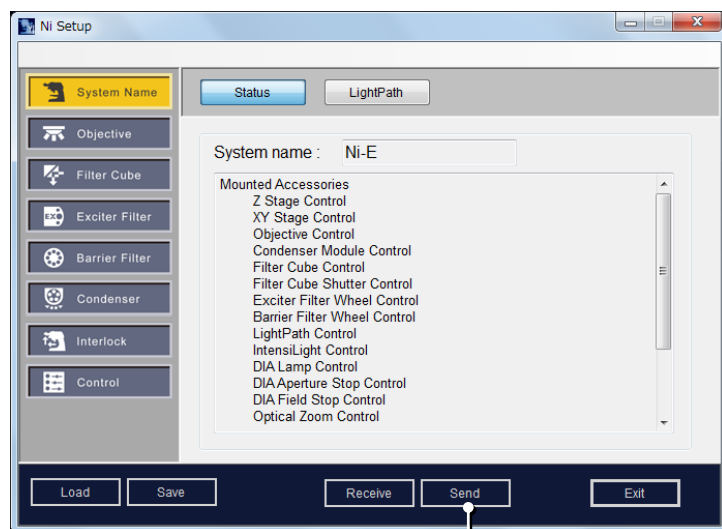 Ni Setup
System Name
Objective
Filter Cube
EXC
Exciter Filter
Barrier Filter
Condenser
Interlock
Control
Status
LightPath
System name :
Ni-E
Mounted Accessories
Z Stage Control
XY Stage Control
Objective Control
Condenser Module Control
Filter Cube Control
Filter Cube Shutter Control
Exciter Filter Wheel Control
Barrier Filter Wheel Control
LightPath Control
IntensiLight Control
DIA Lamp Control
DIA Aperture Stop Control
DIA Field Stop Control
Optical Zoom Control
Load
Save
Receive
Send
Exit